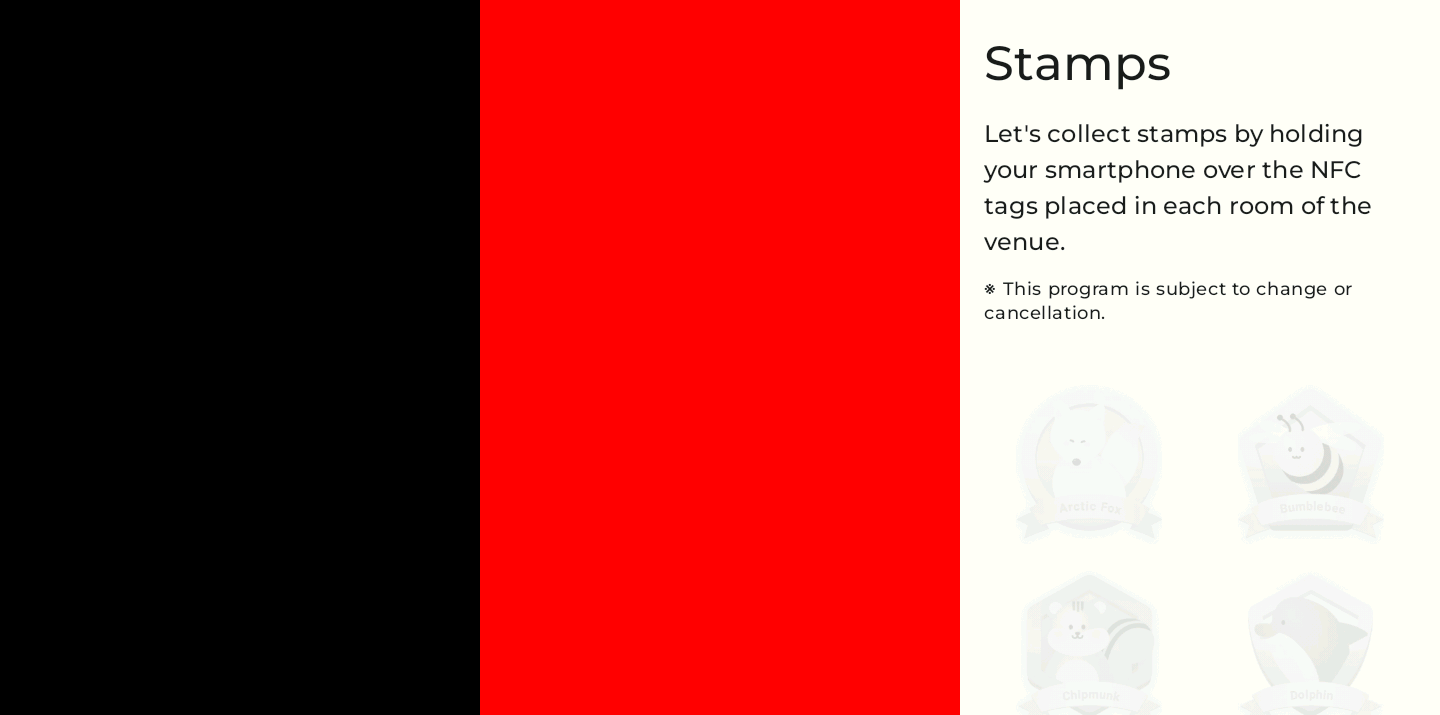 Stamps
Let's collect stamps by holding
your smartphone over the NFC
tags placed in each room of the
venue.
※ This program is subject to change or
cancellation.
Arctic Fox
Bumblebee
Chipmunk
Dolphin